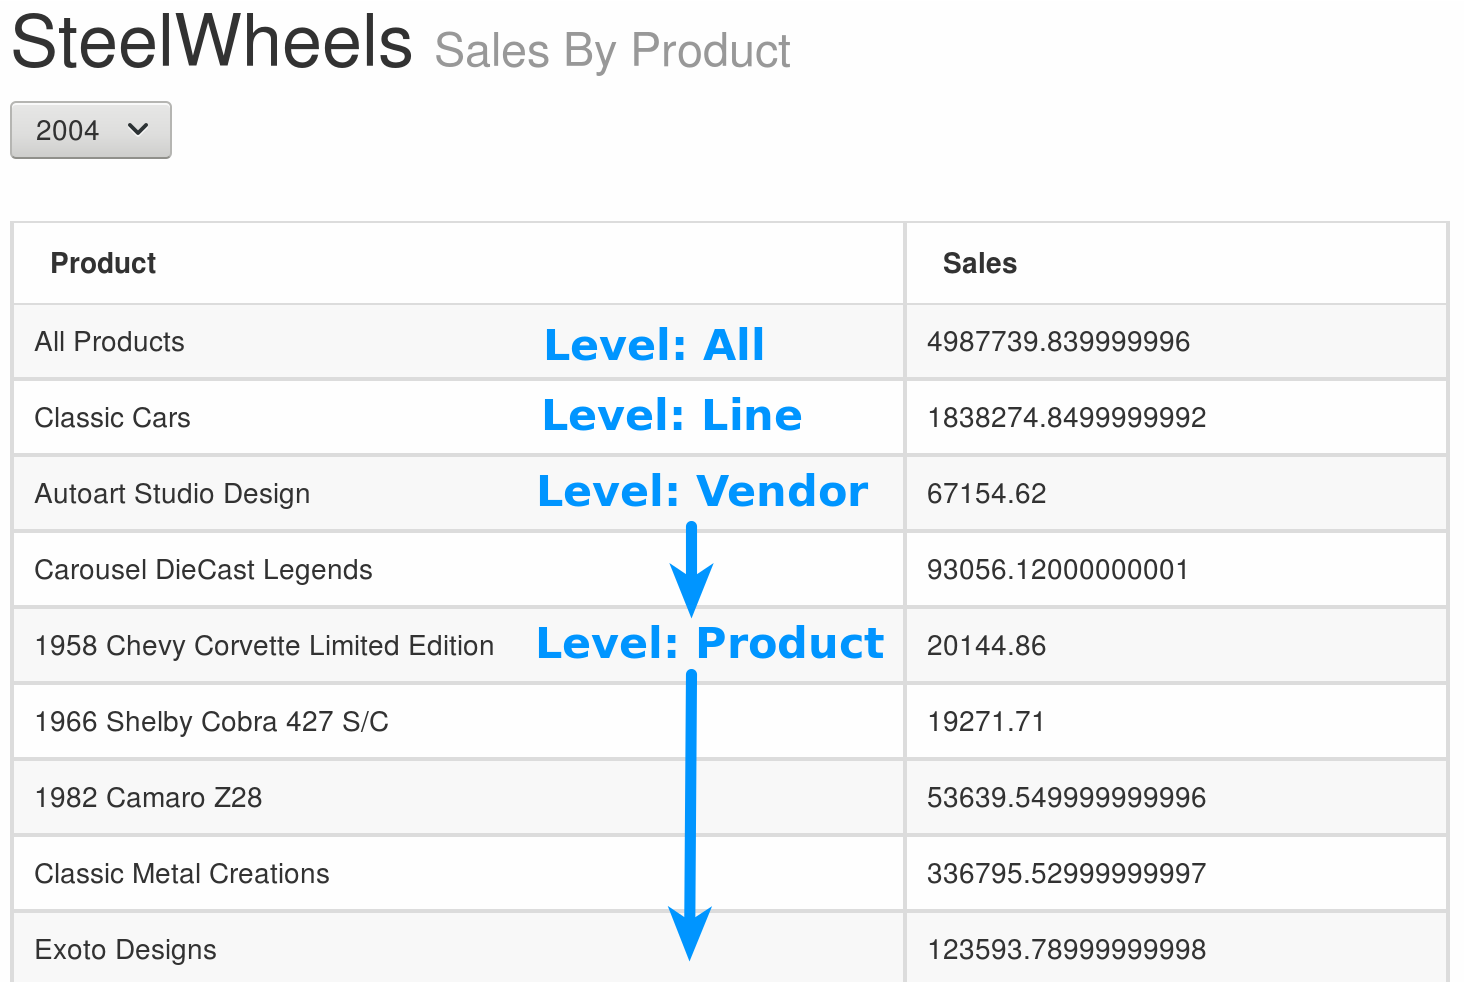 SteelWheels Sales By Product
2004
Product Sales
All Products Level: All 4987739.839999996
Classic Cars Level: Line 1838274.8499999992
Autoart Studio Design Level: Vendor 67154.62
Carousel DieCast Legends 93056.12000000001
1958 Chevy Corvette Limited Edition Level: Product 20144.86
1966 Shelby Cobra 427 S/C 19271.71
1982 Camaro Z28 53639.549999999996
Classic Metal Creations 336795.52999999997
Exoto Designs 123593.78999999998